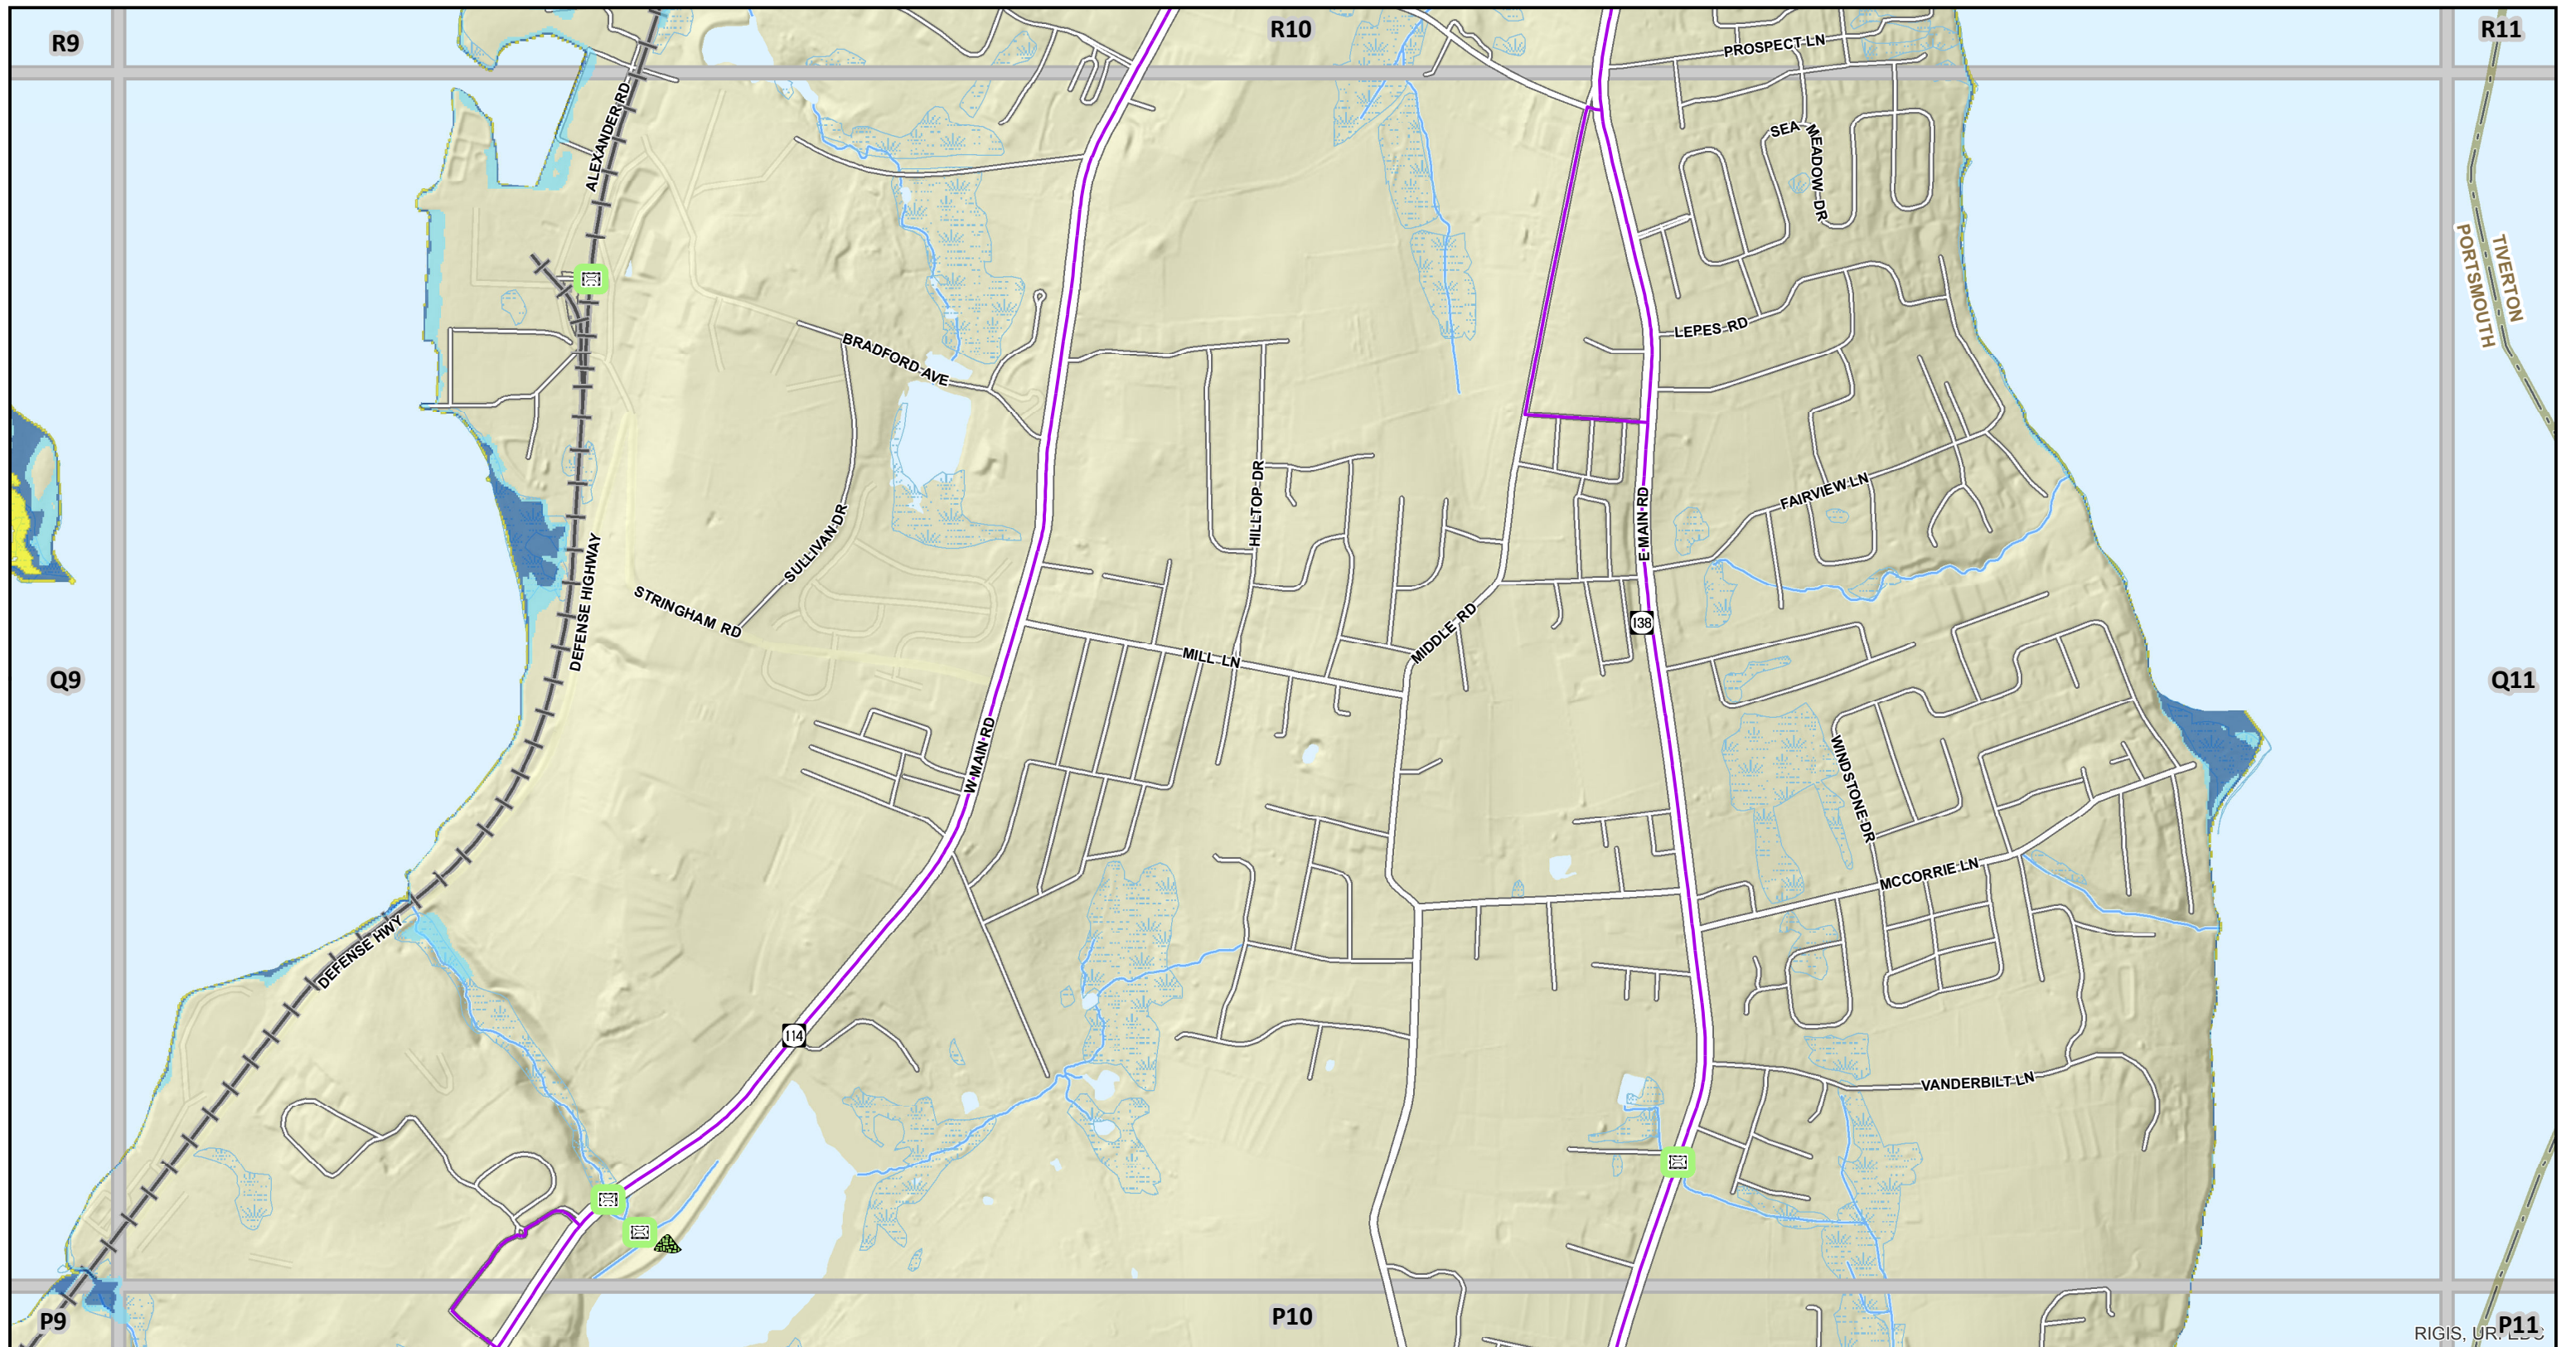 R9
R10
R11
PROSPECT LN
ALEXANDER RD
SEA MEADOW DR
TIVERTON
PORTSMOUTH
LEPES RD
BRADFORD AVE
HILLTOP DR
FAIRVIEW LN
E MAIN RD
SULLIVAN DR
DEFENSE HIGHWAY
STRINGHAM RD
138
MIDDLE RD
MILL LN
Q9
Q11
W MAIN RD
WINDSTONE DR
MCCORRIE LN
DEFENSE HWY
114
VANDERBILT LN
P9
P10
P11
RIGIS, URI